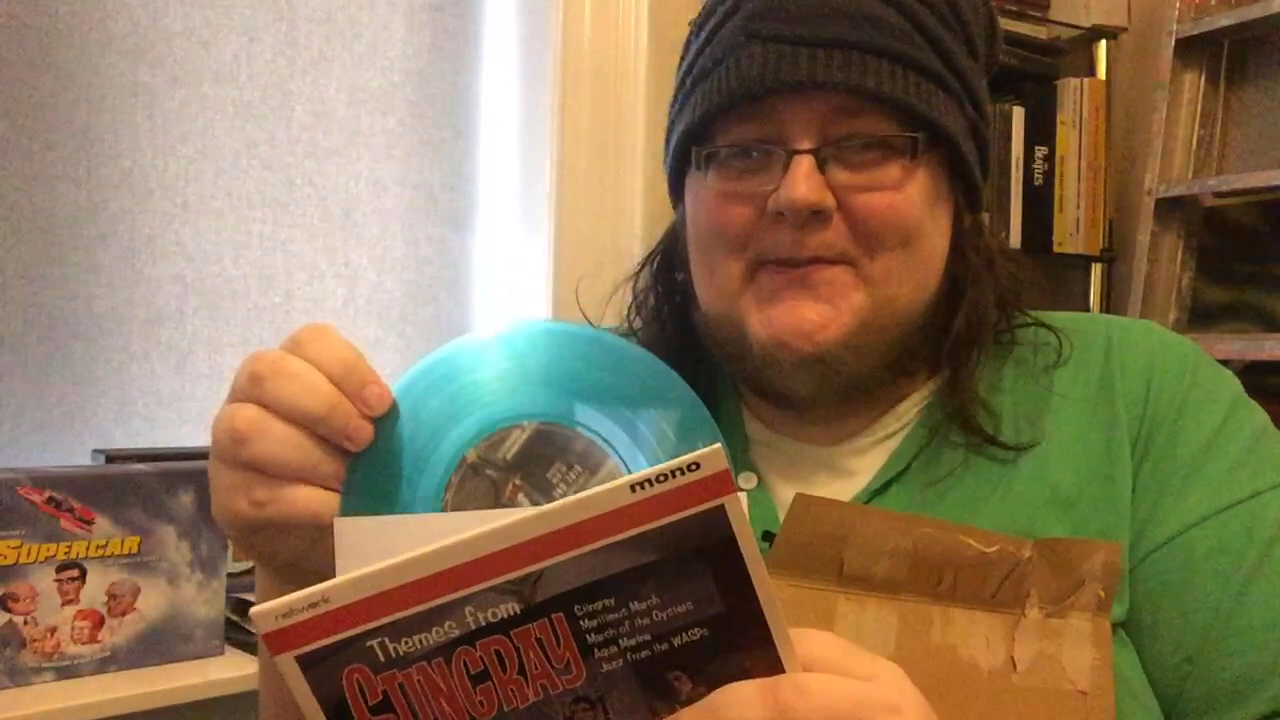 BEATLES
mono
network
Themes from
STINGRAY
Stingray
Marineville March
March of the Oysters
Aqua Marina
Jazz from the WASPs
SUPERCAR